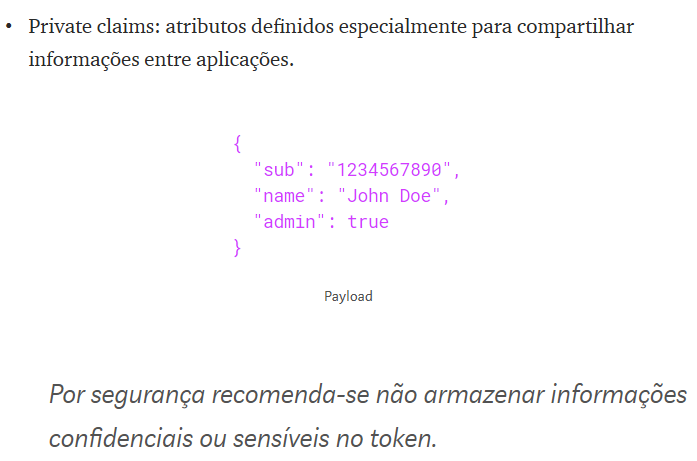 • Private claims: atributos definidos especialmente para compartilhar
informações entre aplicações.
{
"sub": "1234567890",
"name": "John Doe",
"admin": true
}
Payload
Por segurança recomenda-se não armazenar informações
confidenciais ou sensíveis no token.